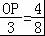 OP/3 = 4/8